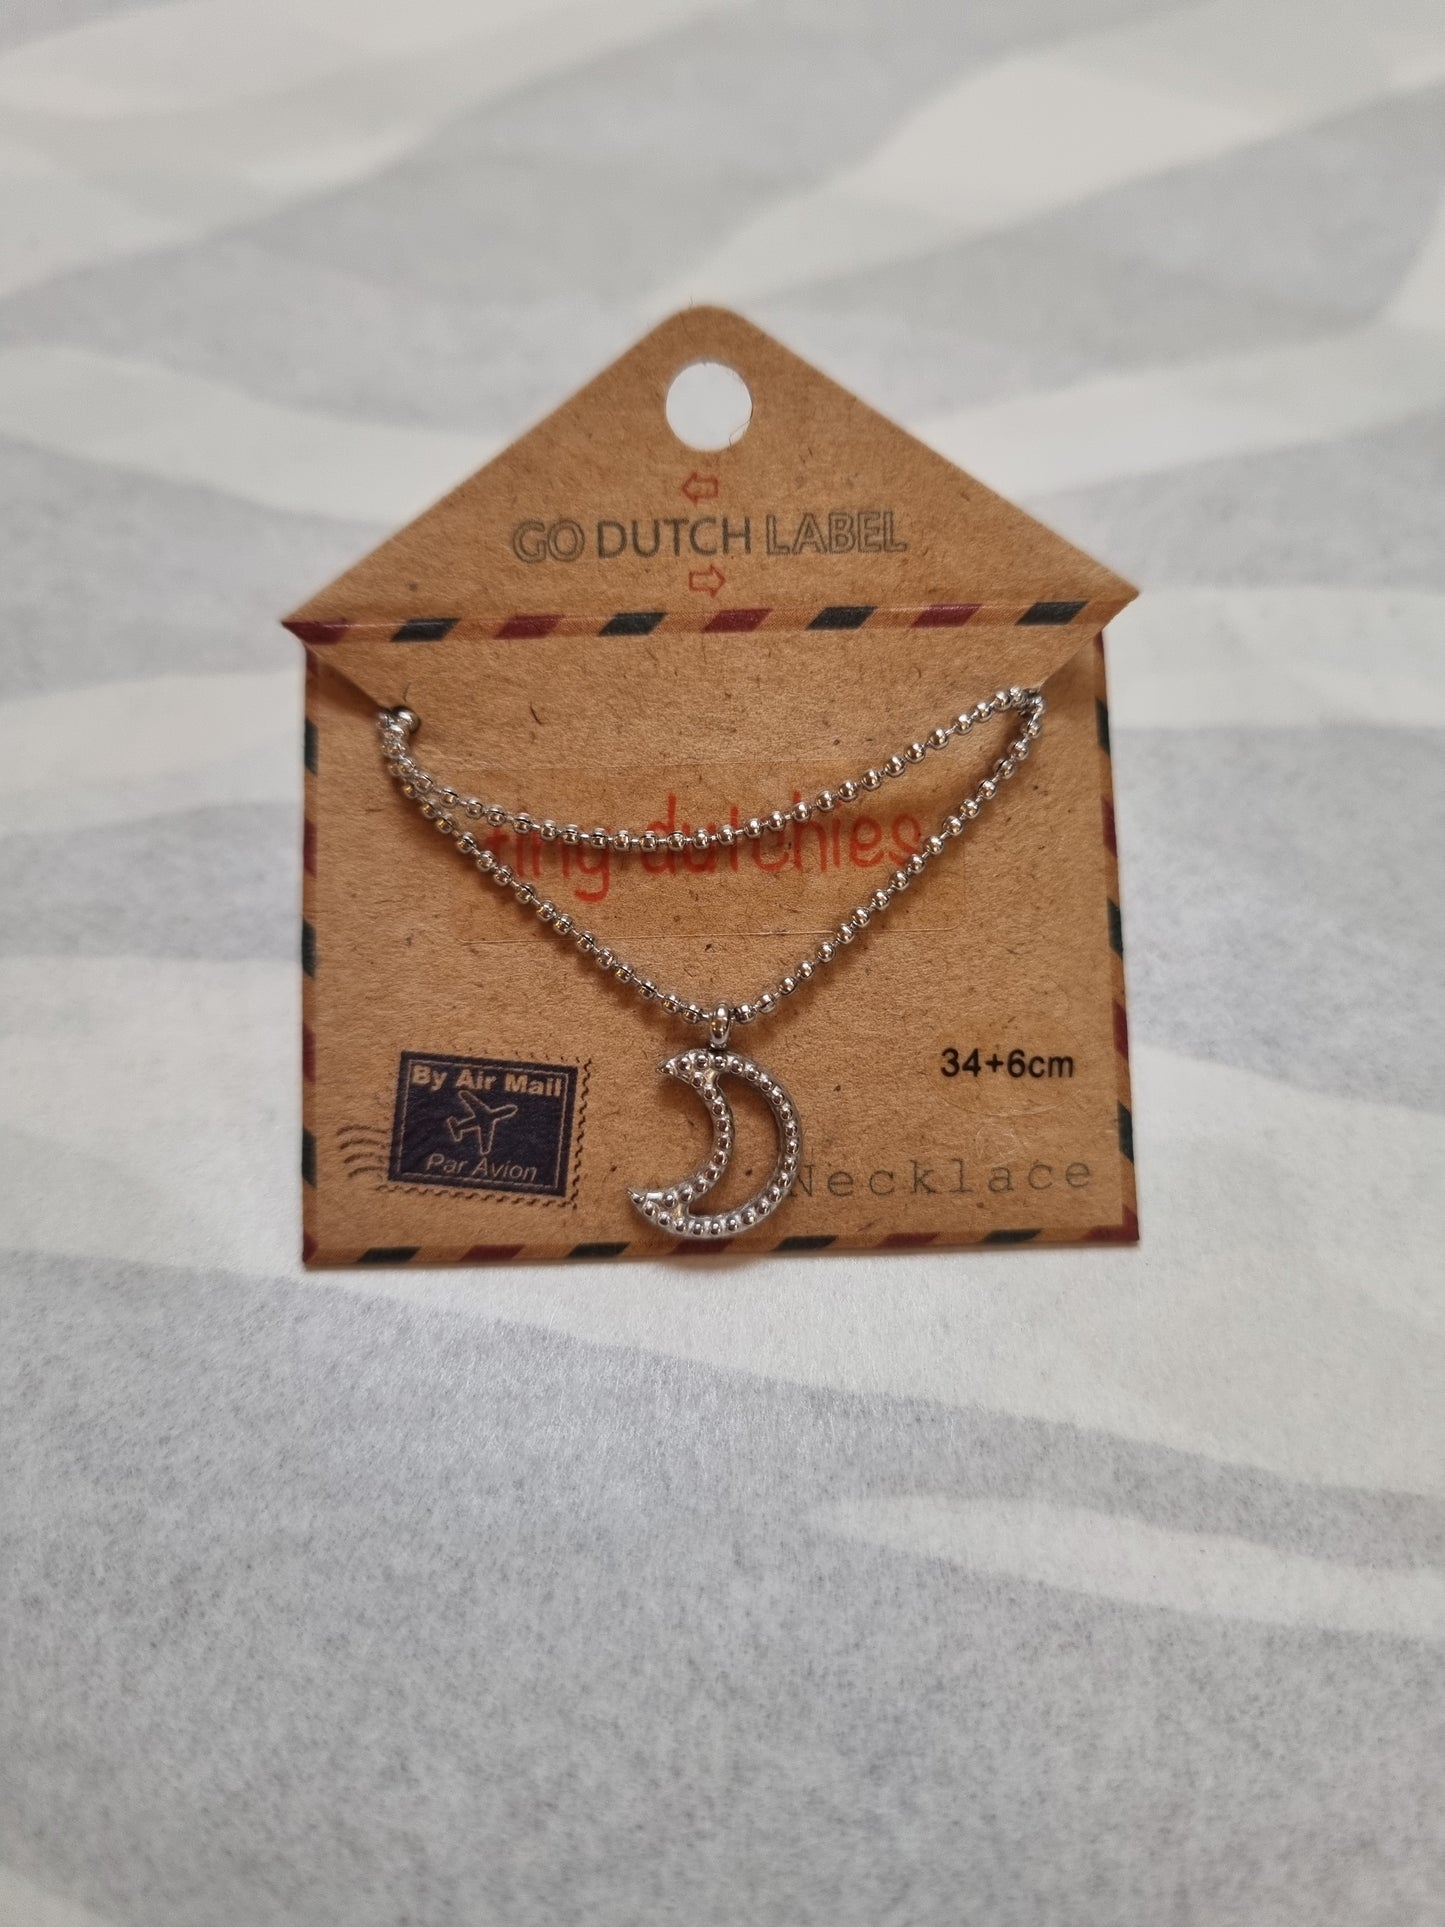 GO DUTCH LABEL
tiny dutchies
34+6cm
By Air Mail
Par Avion
Necklace